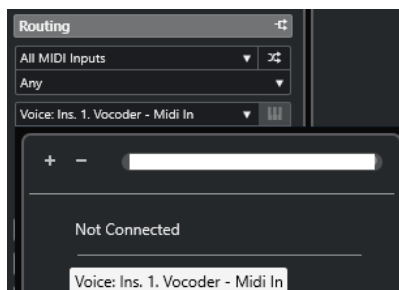 Routing
All MIDI Inputs
Any
Voice: Ins. 1. Vocoder - Midi In
+ −
Not Connected
Voice: Ins. 1. Vocoder - Midi In